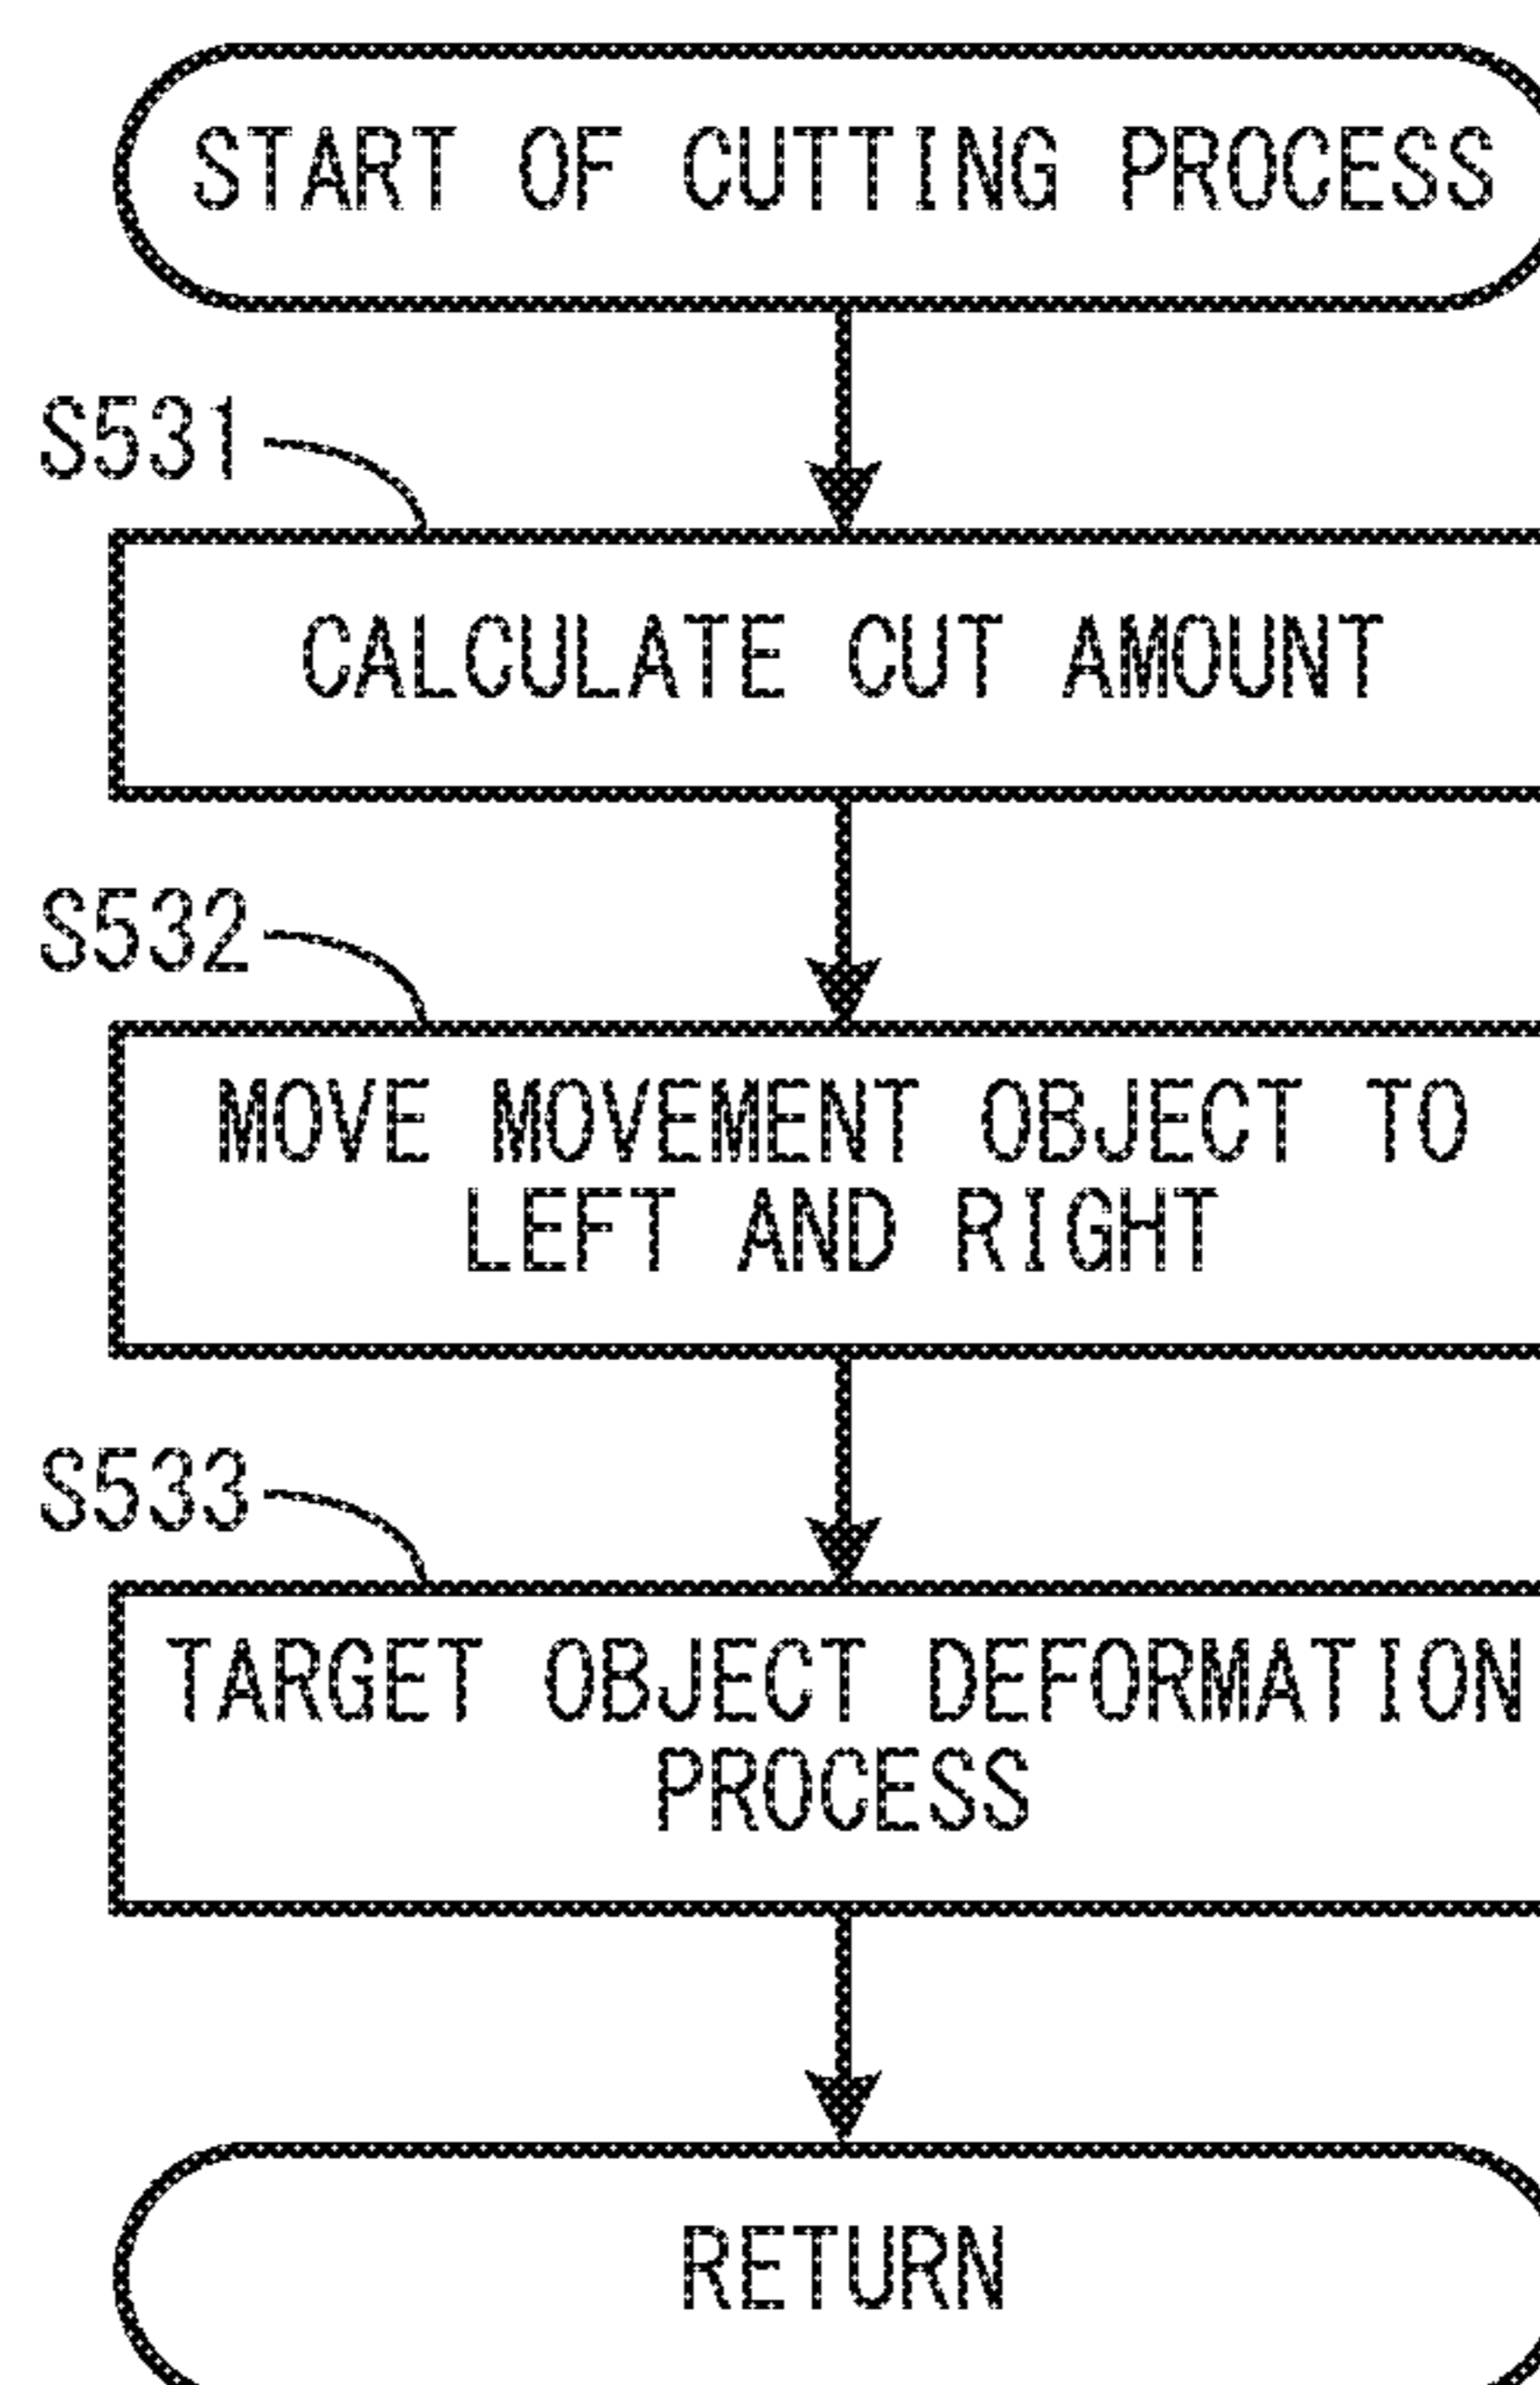 START OF CUTTING PROCESS
S531
CALCULATE CUT AMOUNT
S532
MOVE MOVEMENT OBJECT TO
LEFT AND RIGHT
S533
TARGET OBJECT DEFORMATION
PROCESS
RETURN